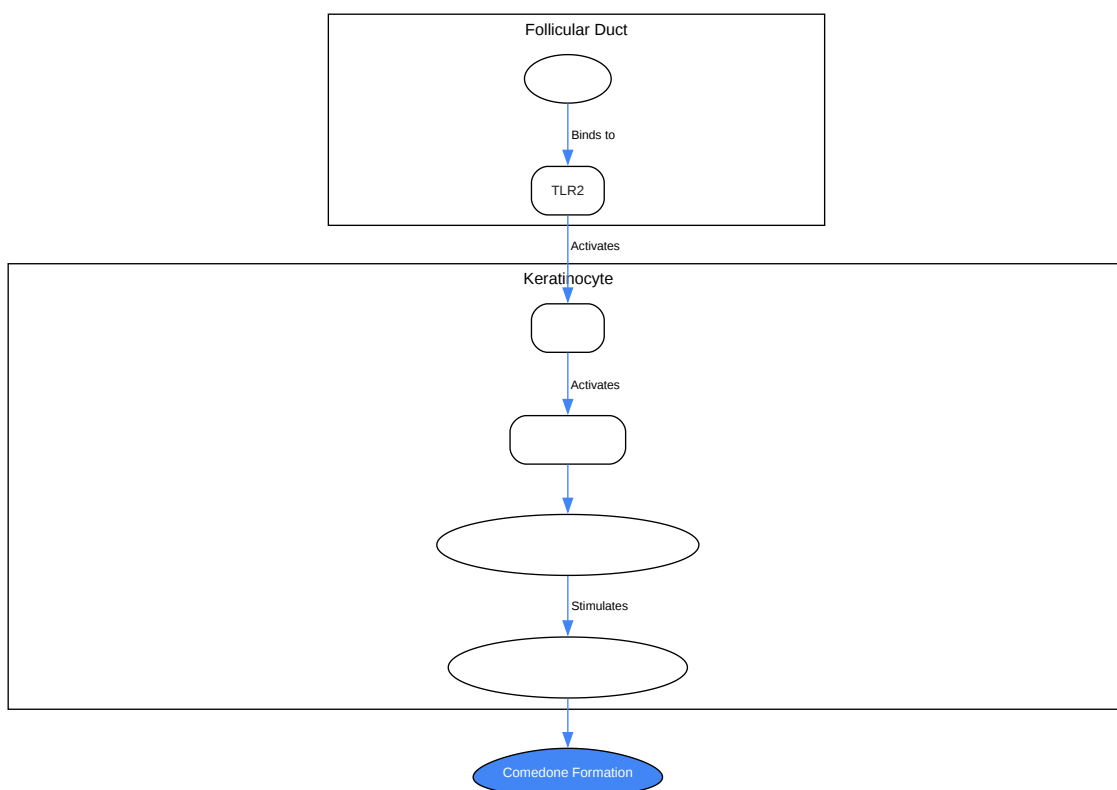 Follicular Duct
Binds to
TLR2
Activates
Keratinocyte
Activates
Stimulates
Comedone Formation